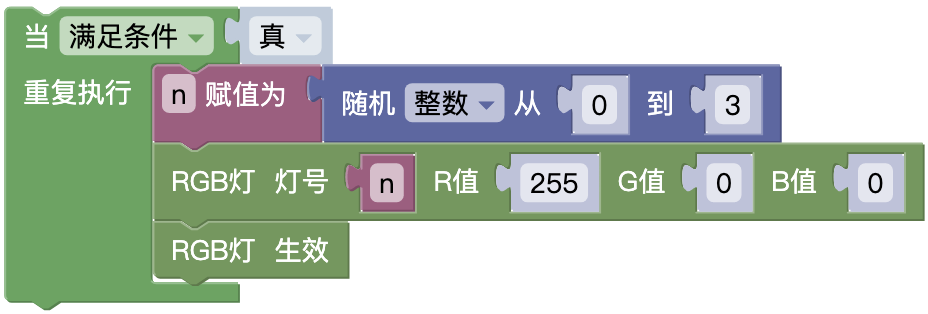 当 满足条件 真
重复执行
n 赋值为 随机 整数 从 0 到 3
RGB灯 灯号 n R值 255 G值 0 B值 0
RGB灯 生效